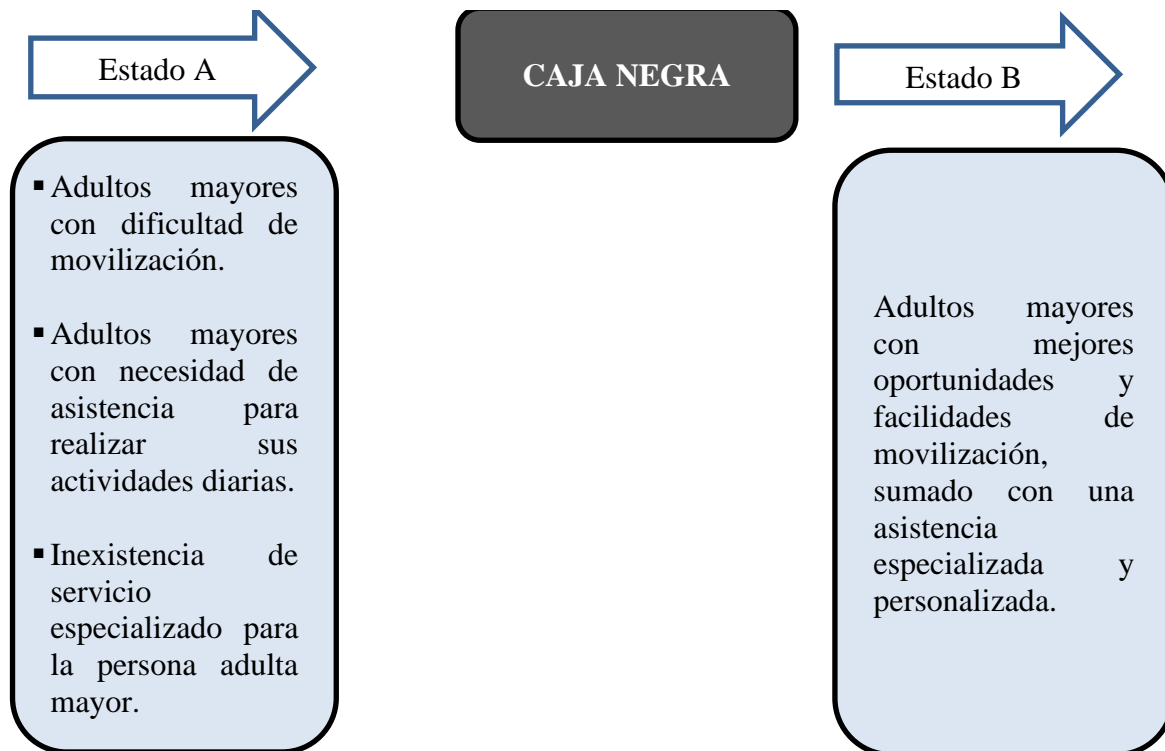 Estado A
CAJA NEGRA
Estado B
▪ Adultos mayores
con dificultad de
movilización.
▪ Adultos mayores
con necesidad de
asistencia para
realizar sus
actividades diarias.
▪ Inexistencia de
servicio
especializado para
la persona adulta
mayor.
Adultos mayores
con mejores
oportunidades y
facilidades de
movilización,
sumado con una
asistencia
especializada y
personalizada.